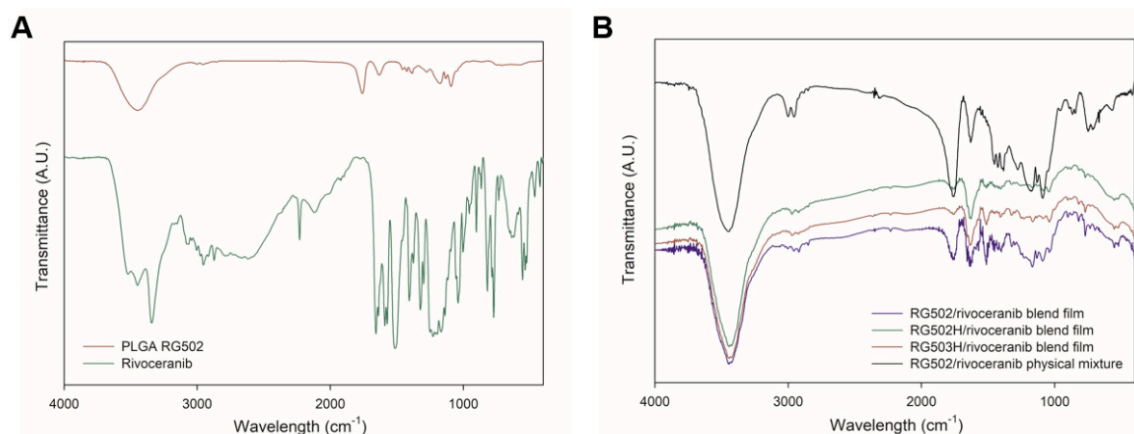 A
Transmittance (A.U.)
PLGA RG502
Rivoceranib
4000 3000 2000 1000
Wavelength (cm-1)
B
Transmittance (A.U.)
RG502/rivoceranib blend film
RG502H/rivoceranib blend film
RG503H/rivoceranib blend film
RG502/rivoceranib physical mixture
4000 3000 2000 1000
Wavelength (cm-1)